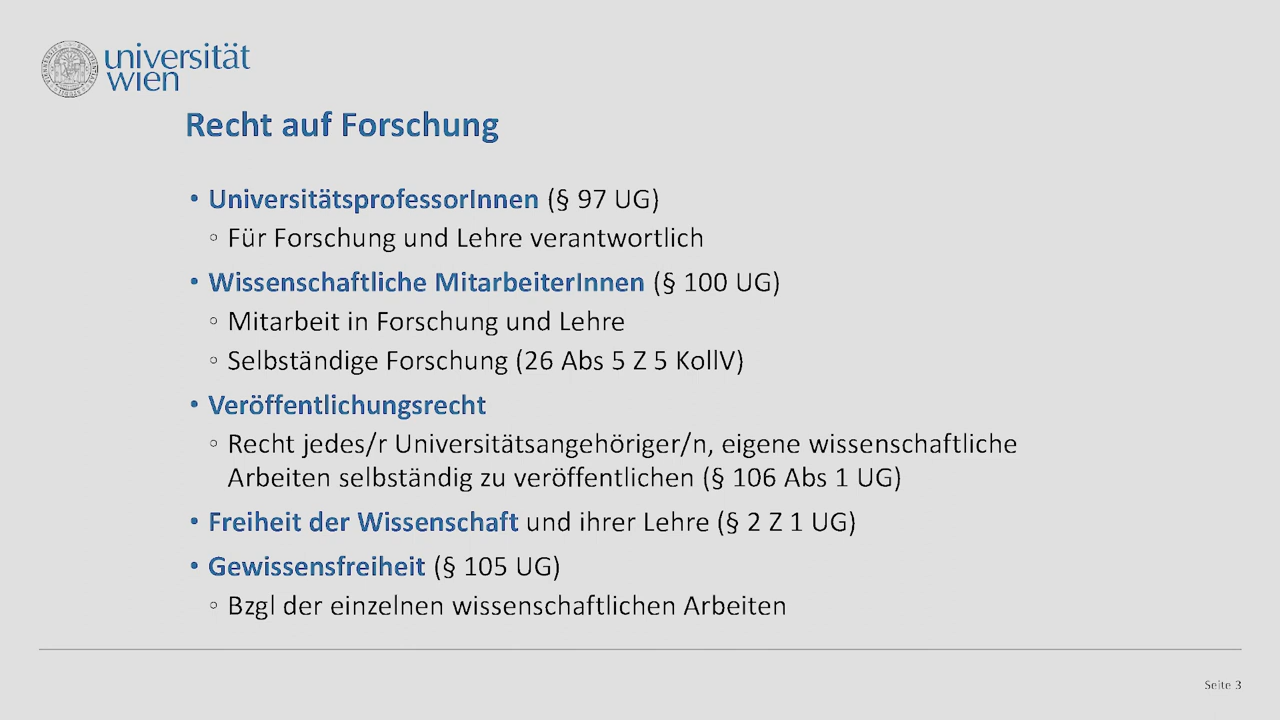 universität
wien
Recht auf Forschung
• UniversitätsprofessorInnen (§ 97 UG)
◦ Für Forschung und Lehre verantwortlich
• Wissenschaftliche MitarbeiterInnen (§ 100 UG)
◦ Mitarbeit in Forschung und Lehre
◦ Selbständige Forschung (26 Abs 5 Z 5 KollV)
• Veröffentlichungsrecht
◦ Recht jedes/r Universitätsangehöriger/n, eigene wissenschaftliche
Arbeiten selbständig zu veröffentlichen (§ 106 Abs 1 UG)
• Freiheit der Wissenschaft und ihrer Lehre (§ 2 Z 1 UG)
• Gewissensfreiheit (§ 105 UG)
◦ Bzgl der einzelnen wissenschaftlichen Arbeiten
Seite 3